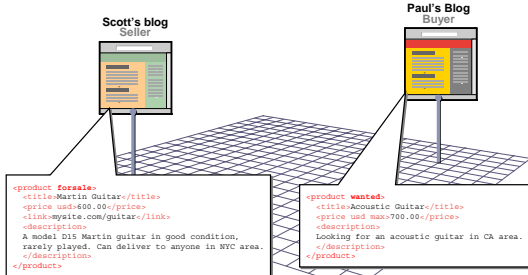 Scott's blog
Seller
Paul's Blog
Buyer
<product forsale>
<title>Martin Guitar</title>
<price usd>600.00</price>
<link>mysite.com/guitar</link>
<description>
A model D15 Martin guitar in good condition,
rarely played. Can deliver to anyone in NYC area.
</description>
</product>
<product wanted>
<title>Acoustic Guitar</title>
<price usd max>700.00</price>
<description>
Looking for an acoustic guitar in CA area.
</description>
</product>